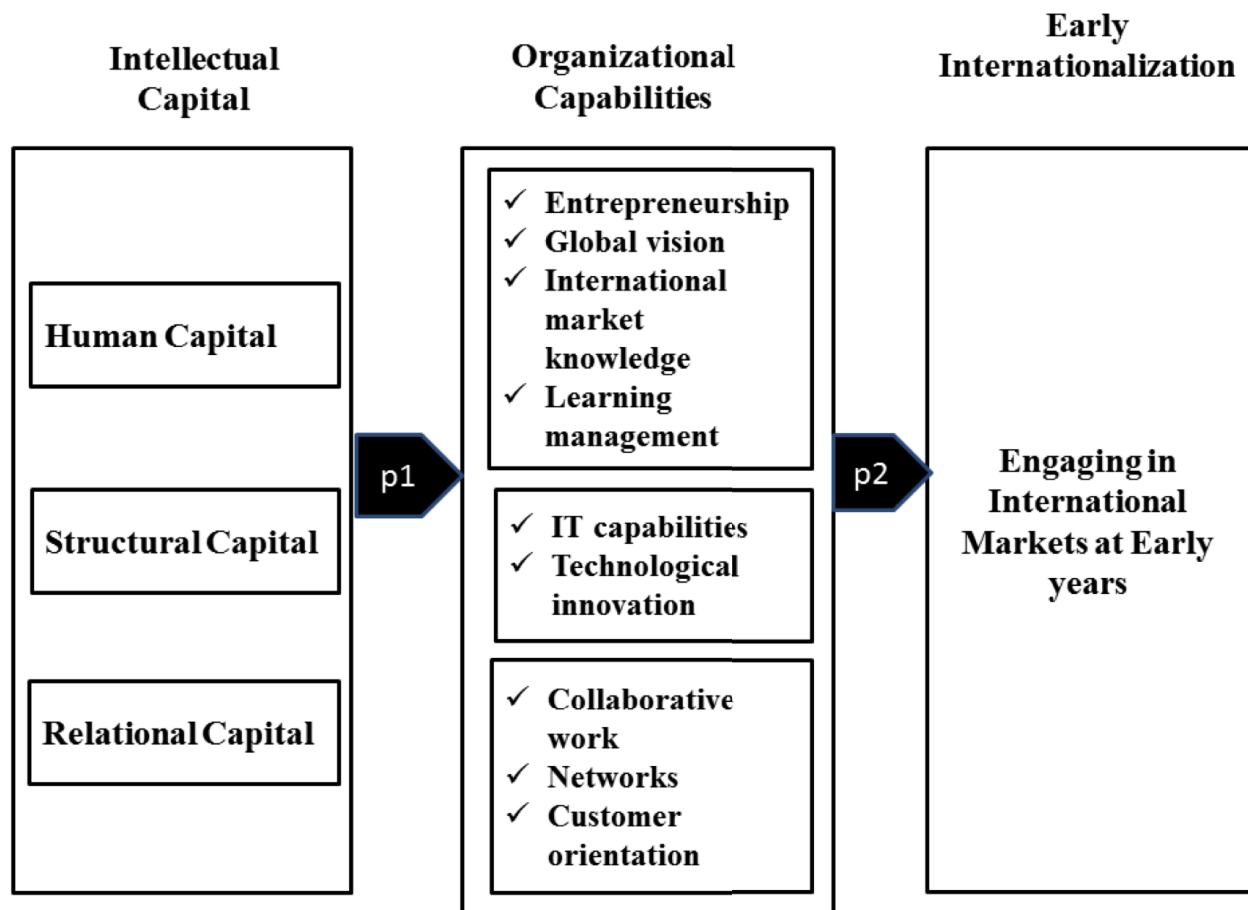 Intellectual
Capital
Human Capital
Structural Capital
Relational Capital
p1
Organizational
Capabilities
✓ Entrepreneurship
✓ Global vision
✓ International
market
knowledge
✓ Learning
management
✓ IT capabilities
✓ Technological
innovation
✓ Collaborative
work
✓ Networks
✓ Customer
orientation
p2
Early
Internationalization
Engaging in
International
Markets at Early
years